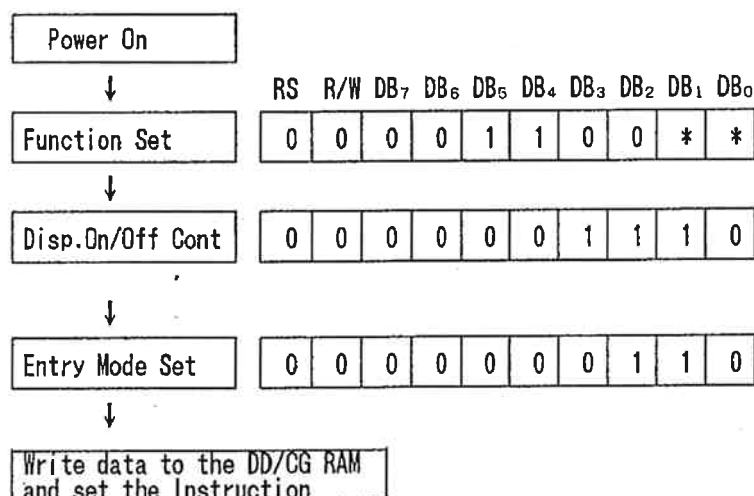 Power On
RS R/W DB₇ DB₆ DB₅ DB₄ DB₃ DB₂ DB₁ DB₀
Function Set 0 0 0 0 1 1 0 0 * *
Disp.On/Off Cont 0 0 0 0 0 0 1 1 1 0
Entry Mode Set 0 0 0 0 0 0 0 1 1 0
Write data to the DD/CG RAM
and set the Instruction